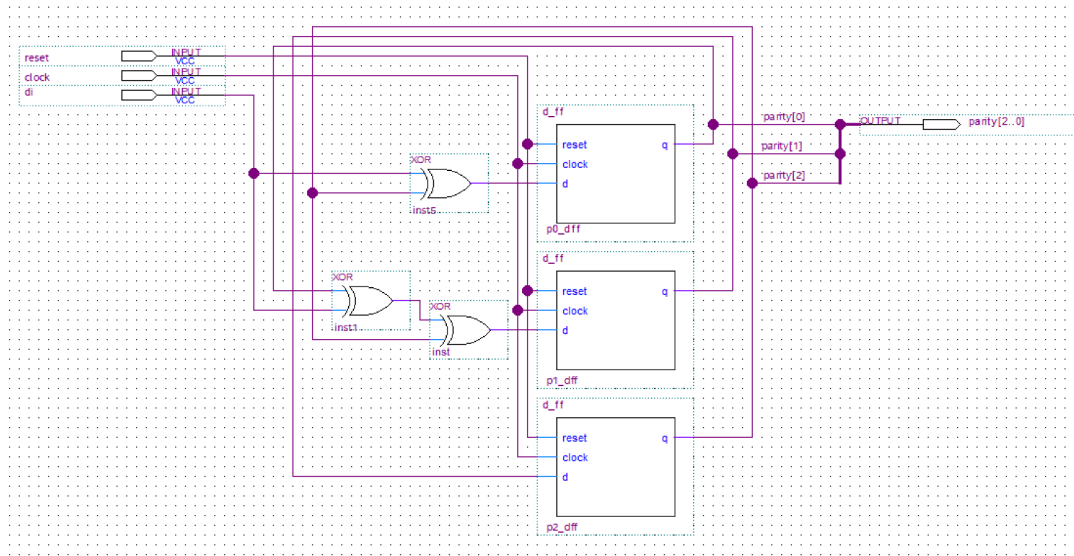 reset
INPUT
VCC
clock
INPUT
VCC
di
INPUT
VCC
d_ff
parity[0]
OUTPUT
parity[2..0]
reset
q
parity[1]
XOR
clock
d
parity[2]
inst5
p0_dff
d_ff
XOR
reset
q
XOR
clock
inst1
d
inst
p1_dff
d_ff
reset
q
clock
d
p2_dff